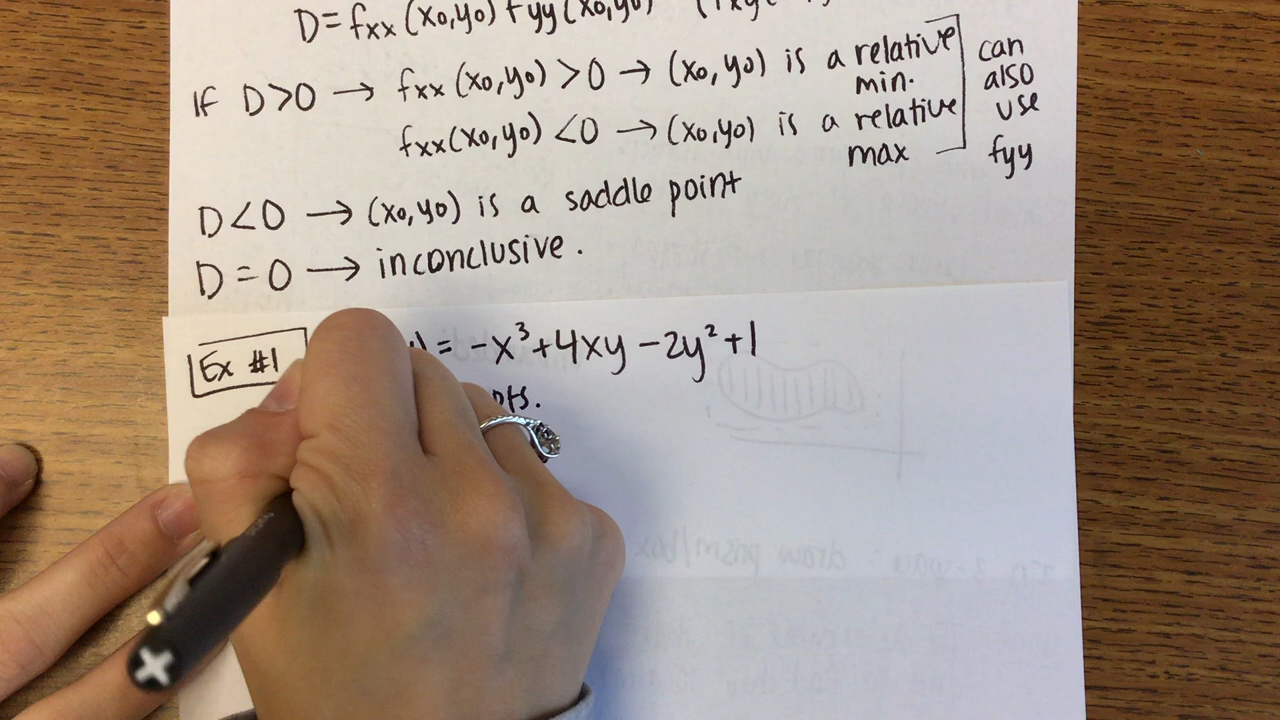 D = fxx (x0,y0) fyy (x0,y0)
If D>0 → fxx (x0,y0) >0 → (x0, y0) is a relative min.
fxx(x0,y0) <0 → (x0,y0) is a relative max
can also use fyy
D<0 → (x0,y0) is a saddle point
D = 0 → inconclusive.
Ex #1 = -x³+4xy -2y²+1
pts.